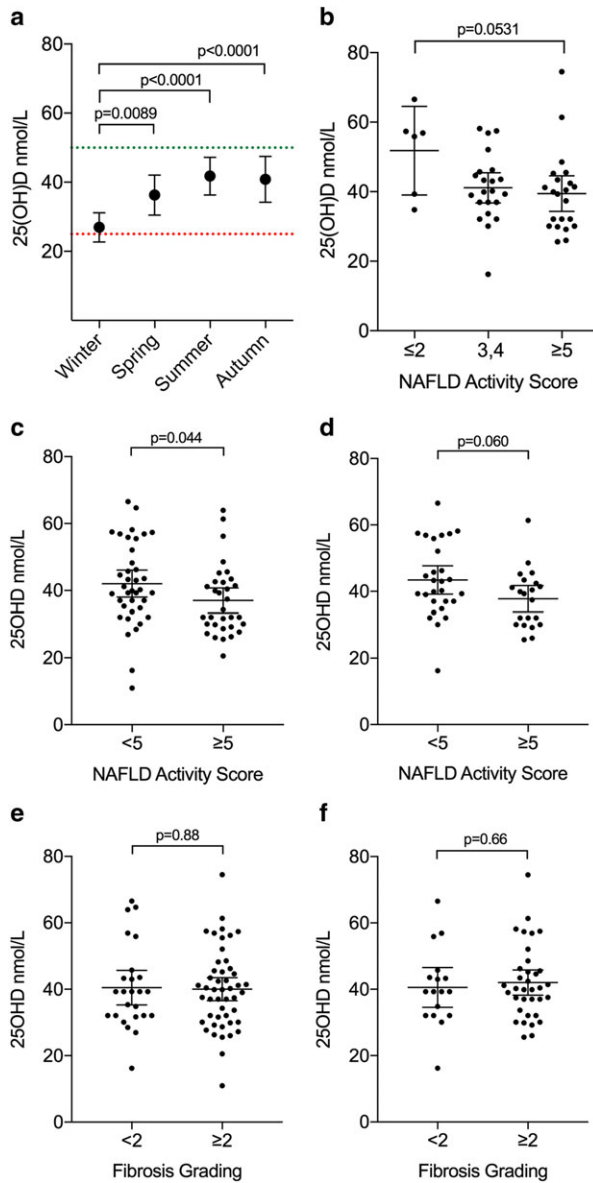 a
p<0.0001
p<0.0001
p=0.0089
25(OH)D nmol/L
80
60
40
20
Winter
Spring
Summer
Autumn
b
p=0.0531
25(OH)D nmol/L
80
60
40
20
0
≤2
3,4
≥5
NAFLD Activity Score
c
p=0.044
25OHD nmol/L
80
60
40
20
0
<5
≥5
NAFLD Activity Score
d
p=0.060
25OHD nmol/L
80
60
40
20
0
<5
≥5
NAFLD Activity Score
e
p=0.88
25OHD nmol/L
80
60
40
20
0
<2
≥2
Fibrosis Grading
f
p=0.66
25OHD nmol/L
80
60
40
20
0
<2
≥2
Fibrosis Grading